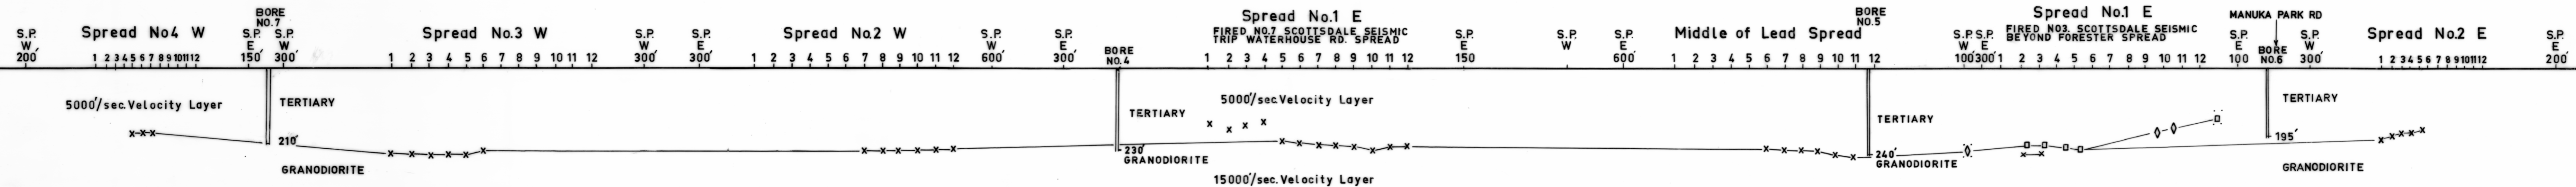 S.P. W 200' Spread No4 W BORE NO.7 S.P. E 150' S.P. W 300'
1 2 3 4 5 6 7 8 9 10 11 12
Spread No.3 W S.P. W 300' S.P. E 300'
1 2 3 4 5 6 7 8 9 10 11 12
Spread No.2 W S.P. W 600' S.P. E 300'
1 2 3 4 5 6 7 8 9 10 11 12
BORE NO.4
Spread No.1 E
FIRED NO.7 SCOTTSDALE SEISMIC
TRIP WATERHOUSE RD. SPREAD
1 2 3 4 5 6 7 8 9 10 11 12
S.P. E 150 S.P. W S.P. E 600'
Middle of Lead Spread
1 2 3 4 5 6 7 8 9 10 11 12
BORE NO.5
S.P. W 100' S.P. E 300'
Spread No.1 E
FIRED NO3. SCOTTSDALE SEISMIC
BEYOND FORESTER SPREAD
1 2 3 4 5 6 7 8 9 10 11 12
S.P. E 100
MANUKA PARK RD
BORE NO.6
S.P. W 300'
Spread No.2 E
1 2 3 4 5 6 7 8 9 10 11 12
S.P. E 200'
5000'/sec. Velocity Layer
TERTIARY
210'
GRANODIORITE
TERTIARY
230'
GRANODIORITE
5000'/sec. Velocity Layer
15000'/sec. Velocity Layer
TERTIARY
240'
GRANODIORITE
TERTIARY
195'
GRANODIORITE